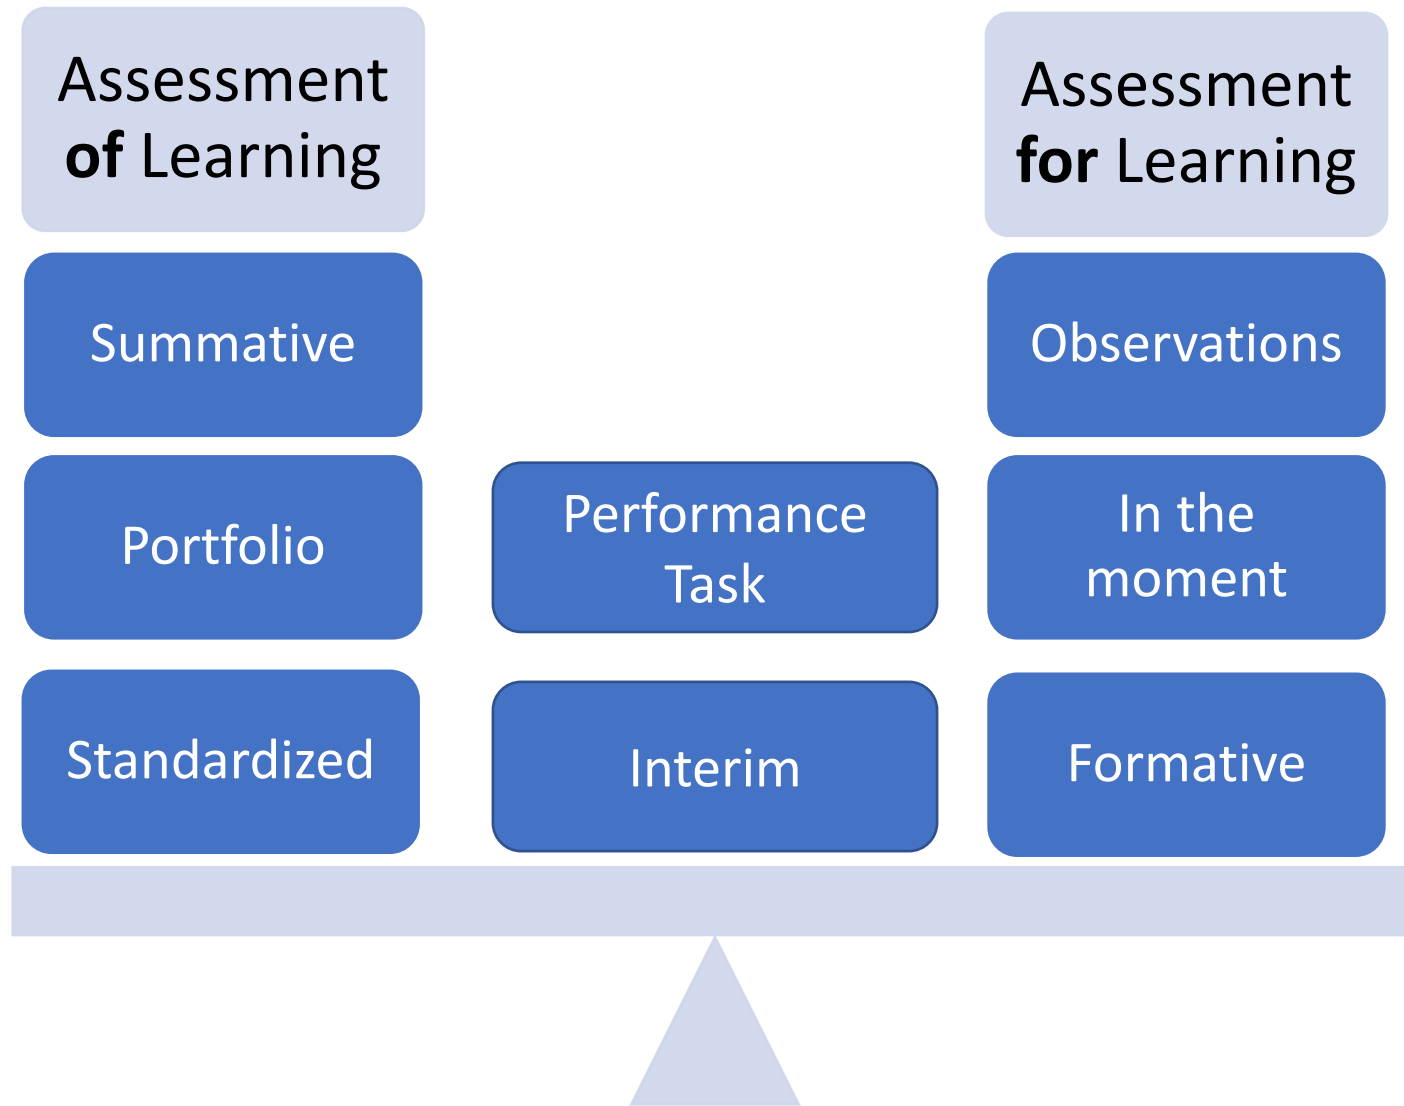 Assessment
of Learning
Summative
Portfolio
Standardized
Performance
Task
Interim
Assessment
for Learning
Observations
In the
moment
Formative